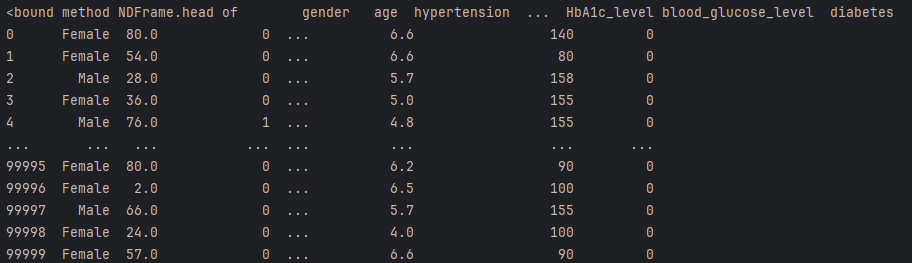 <bound method NDFrame.head of        gender   age  hypertension  ...  HbA1c_level blood_glucose_level  diabetes
0      Female  80.0             0  ...          6.6                 140         0
1      Female  54.0             0  ...          6.6                  80         0
2        Male  28.0             0  ...          5.7                 158         0
3      Female  36.0             0  ...          5.0                 155         0
4        Male  76.0             1  ...          4.8                 155         0
...       ...   ...           ...  ...          ...                 ...       ...
99995  Female  80.0             0  ...          6.2                  90         0
99996  Female   2.0             0  ...          6.5                 100         0
99997    Male  66.0             0  ...          5.7                 155         0
99998  Female  24.0             0  ...          4.0                 100         0
99999  Female  57.0             0  ...          6.6                  90         0